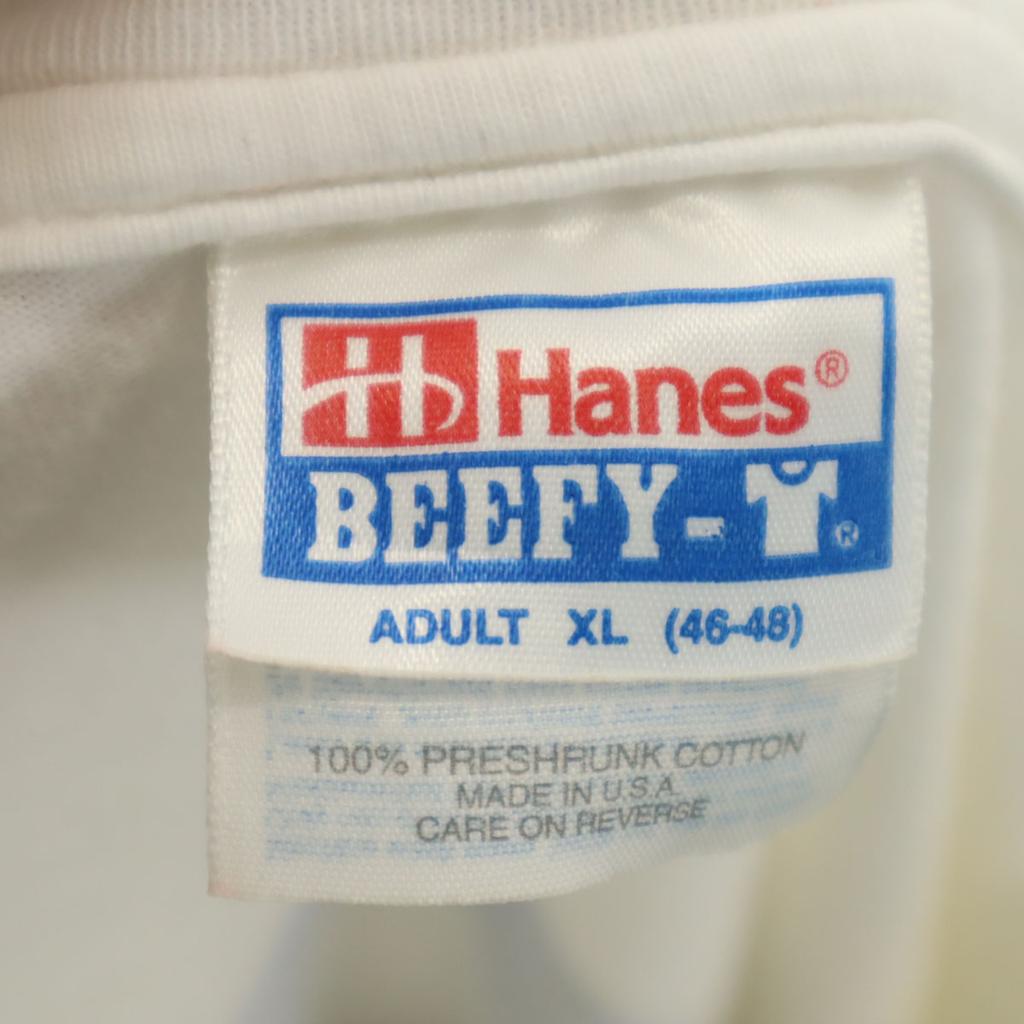 H Hanes®
BEEFY-T®
ADULT XL (46-48)
100% PRESHRUNK COTTON
MADE IN U.S.A.
CARE ON REVERSE